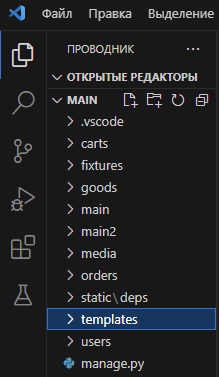 Файл Правка Выделение
ПРОВОДНИК ...
ОТКРЫТЫЕ РЕДАКТОРЫ
MAIN
.vscode
carts
fixtures
goods
main
main2
media
orders
static\deps
templates
users
manage.py